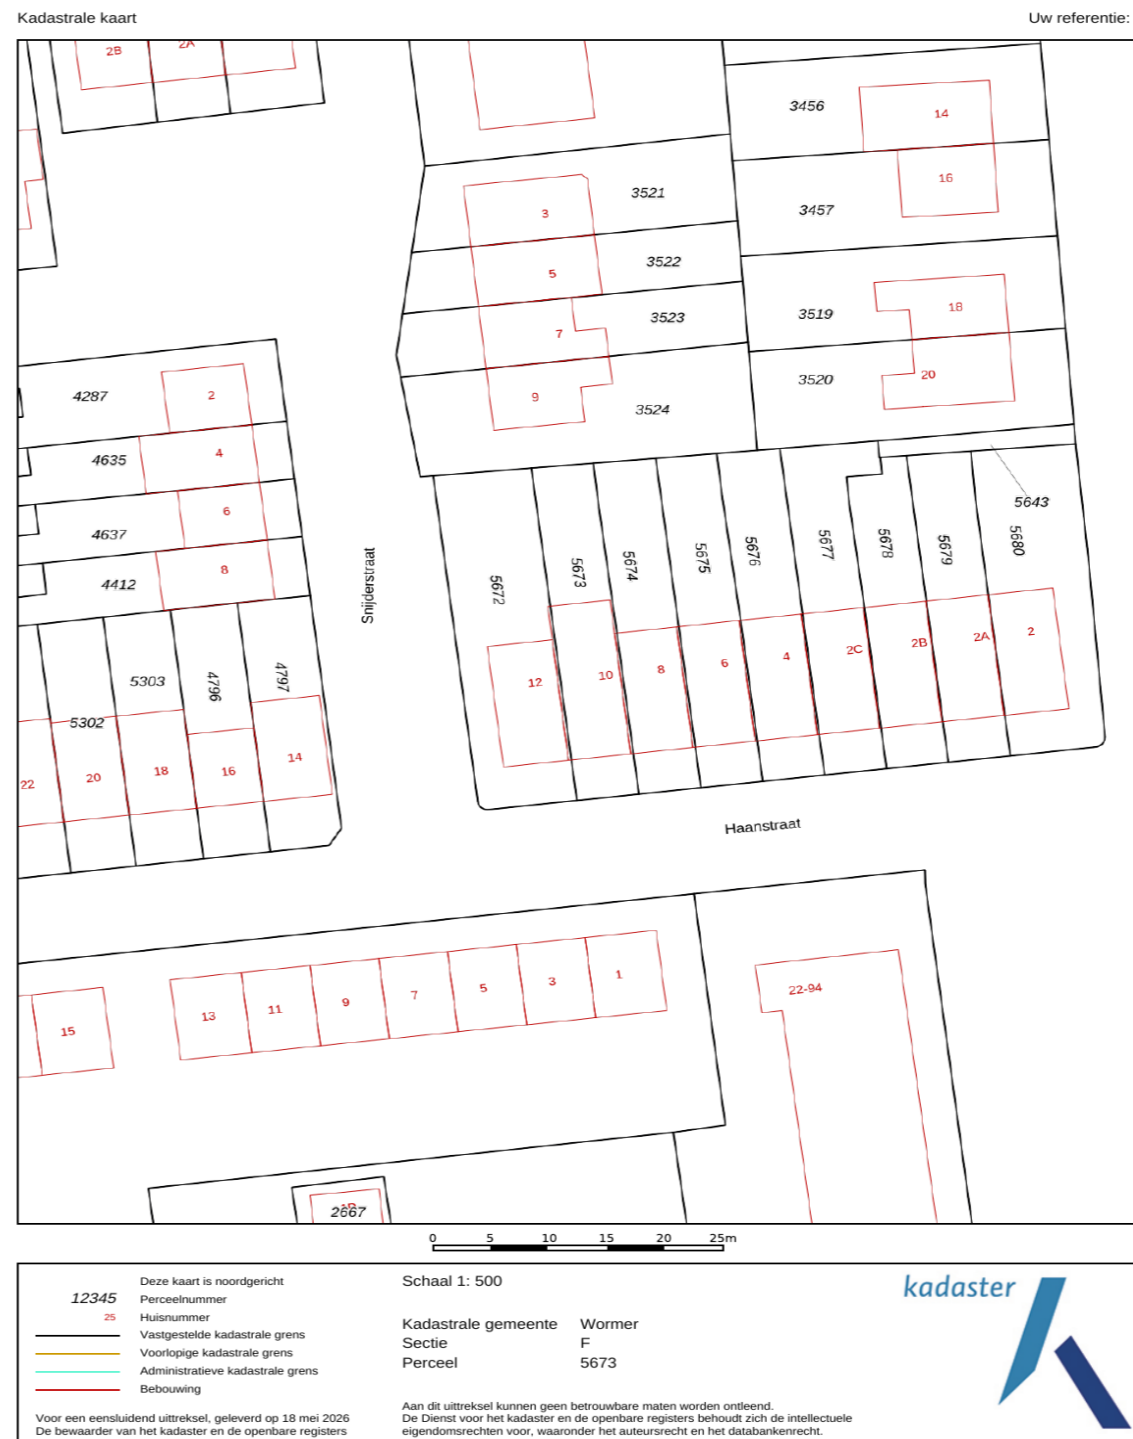 Kadastrale kaart
Uw referentie:
2B
2A
3456
14
16
3457
3521
3
3522
5
3523
7
3519
18
3520
20
9
3524
4287
2
4635
4
4637
6
4412
8
5643
Snijderstraat
5672
5673
5674
5675
5676
5677
5678
5679
5680
5303
4796
4797
5302
12
10
8
6
4
2C
2B
2A
2
22
20
18
16
14
Haanstraat
15
13
11
9
7
5
3
1
22-94
2667
0 5 10 15 20 25m
Deze kaart is noordgericht
12345 Perceelnummer
25 Huisnummer
Vastgestelde kadastrale grens
Voorlopige kadastrale grens
Administratieve kadastrale grens
Bebouwing
Voor een eensluidend uittreksel, geleverd op 18 mei 2026
De bewaarder van het kadaster en de openbare registers
Schaal 1: 500
Kadastrale gemeente Wormer
Sectie F
Perceel 5673
Aan dit uittreksel kunnen geen betrouwbare maten worden ontleend.
De Dienst voor het kadaster en de openbare registers behoudt zich de intellectuele
eigendomsrechten voor, waaronder het auteursrecht en het databankenrecht.
kadaster